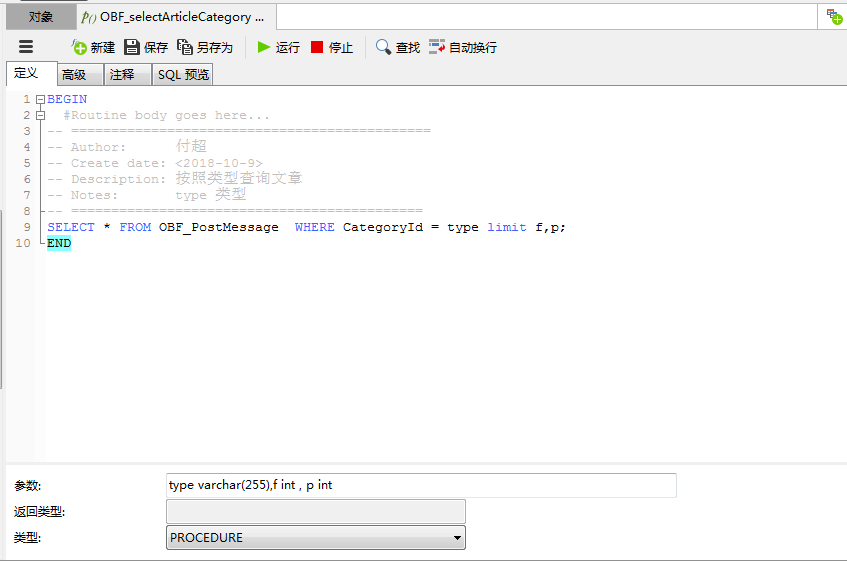 对象 OBF_selectArticleCategory ...
新建 保存 另存为 运行 停止 查找 自动换行
定义 高级 注释 SQL 预览
1 BEGIN
2 #Routine body goes here...
3 -- =============================================
4 -- Author: 付超
5 -- Create date: <2018-10-9>
6 -- Description: 按照类型查询文章
7 -- Notes: type 类型
8 -- ============================================
9 SELECT * FROM OBF_PostMessage WHERE CategoryId = type limit f,p;
10 END
参数: type varchar(255),f int , p int
返回类型:
类型: PROCEDURE